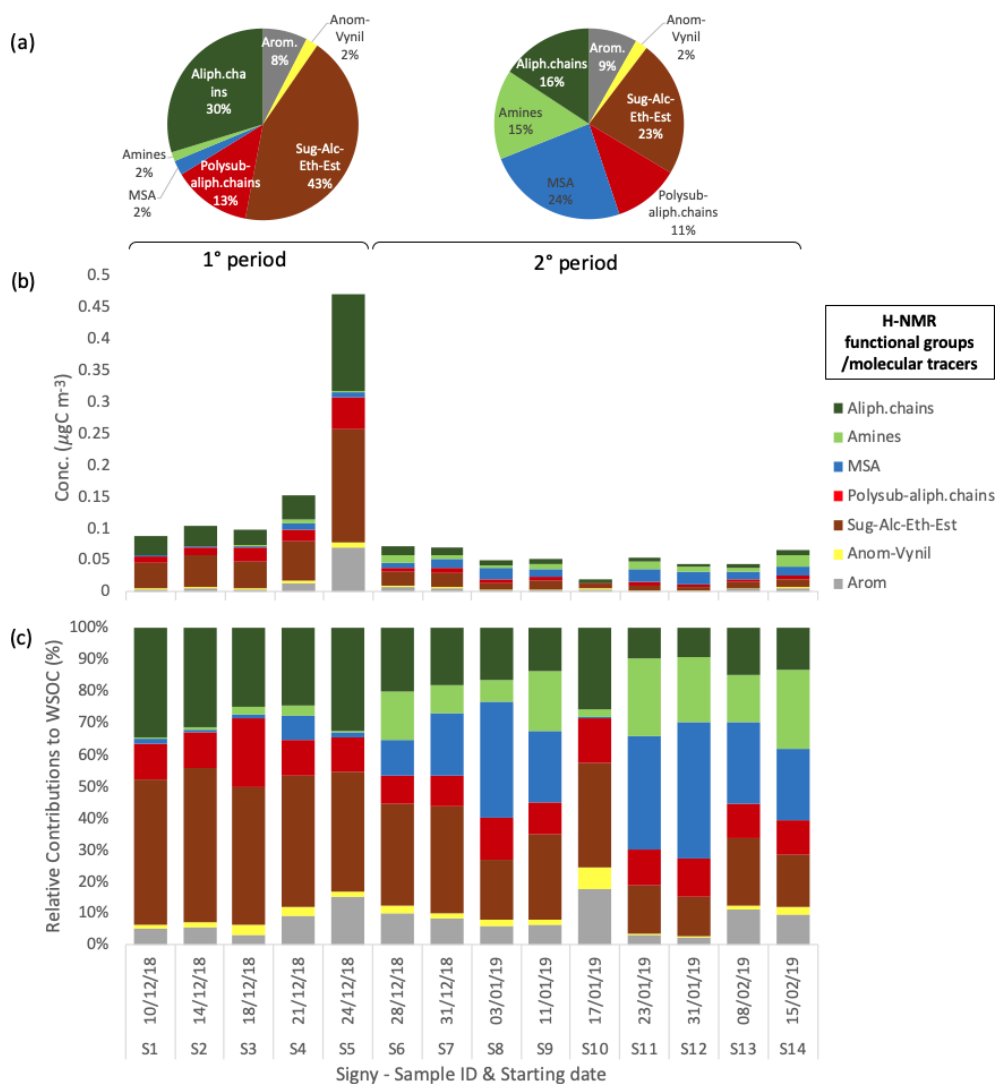 (a)
Anom-
Vynil
2%
Arom.
8%
Aliph.cha
ins
30%
Amines
2%
MSA
2%
Polysub-
aliph.chains
13%
Sug-Alc-
Eth-Est
43%
Anom-
Vynil
2%
Arom.
9%
Aliph.chains
16%
Sug-Alc-
Eth-Est
23%
Amines
15%
MSA
24%
Polysub-
aliph.chains
11%
1° period
2° period
(b)
0.5
0.45
0.4
0.35
0.3
0.25
0.2
0.15
0.1
0.05
0
Conc. (µgC m-3)
H-NMR
functional groups
/molecular tracers
Aliph.chains
Amines
MSA
Polysub-aliph.chains
Sug-Alc-Eth-Est
Anom-Vynil
Arom
(c)
100%
90%
80%
70%
60%
50%
40%
30%
20%
10%
0%
Relative Contributions to WSOC (%)
10/12/18
14/12/18
18/12/18
21/12/18
24/12/18
28/12/18
31/12/18
03/01/19
11/01/19
17/01/19
23/01/19
31/01/19
08/02/19
15/02/19
S1 S2 S3 S4 S5 S6 S7 S8 S9 S10 S11 S12 S13 S14
Signy - Sample ID & Starting date